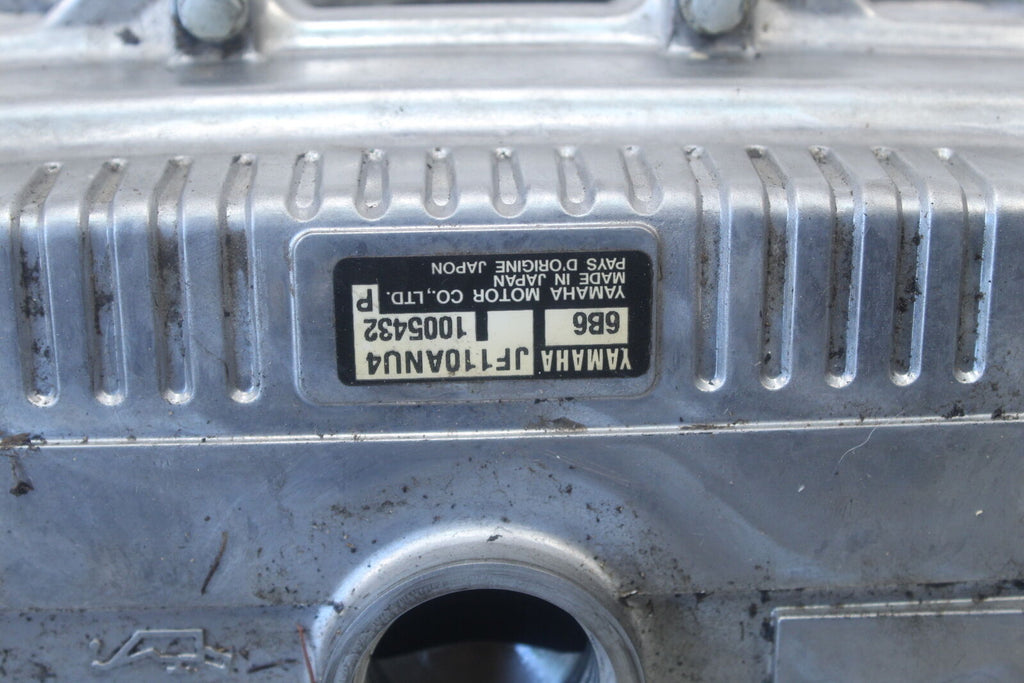 YAMAHA JF110ANU4
6B6 1005432
YAMAHA MOTOR CO.,LTD. P
MADE IN JAPAN
PAYS D'ORIGINE JAPON